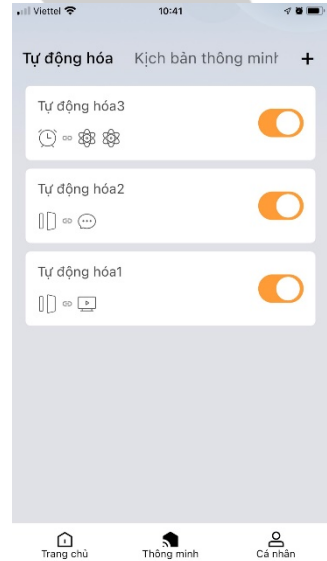 Viettel 10:41
Tự động hóa Kịch bản thông minh +
Tự động hóa3
Tự động hóa2
Tự động hóa1
Trang chủ Thông minh Cá nhân